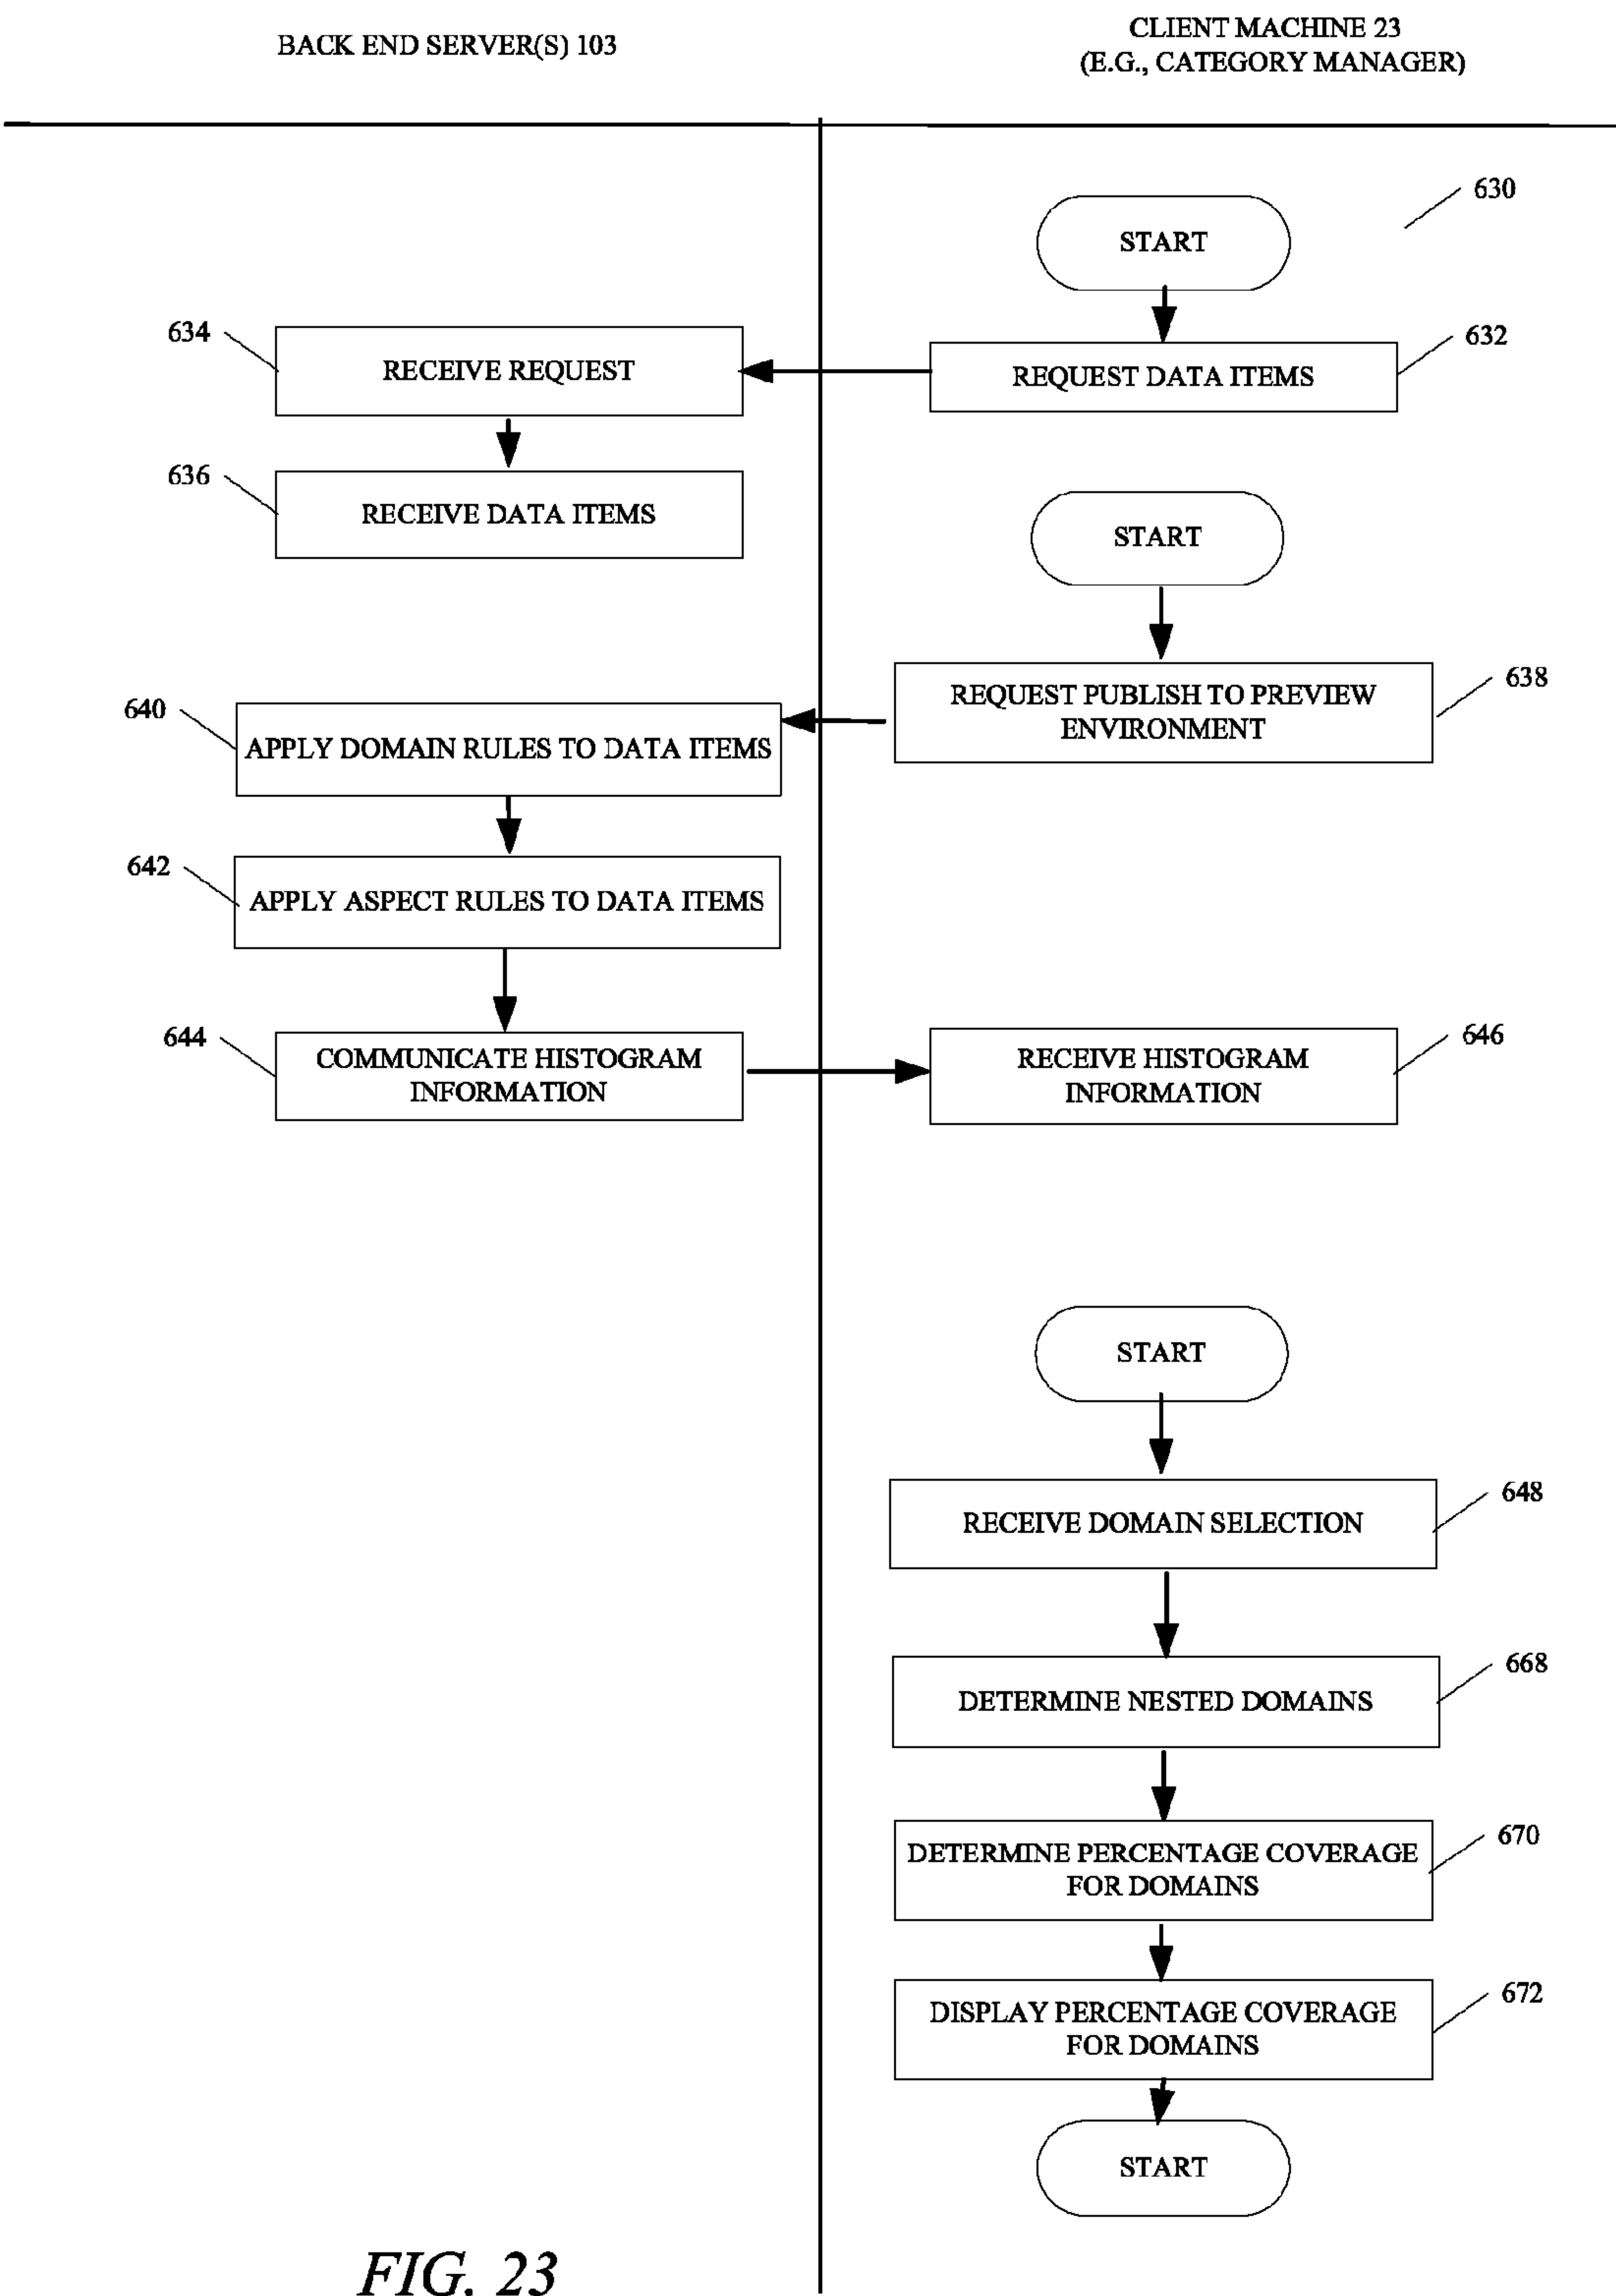 BACK END SERVER(S) 103
CLIENT MACHINE 23
(E.G., CATEGORY MANAGER)
630
START
634
RECEIVE REQUEST
632
REQUEST DATA ITEMS
636
RECEIVE DATA ITEMS
START
638
REQUEST PUBLISH TO PREVIEW
ENVIRONMENT
640
APPLY DOMAIN RULES TO DATA ITEMS
642
APPLY ASPECT RULES TO DATA ITEMS
644
COMMUNICATE HISTOGRAM
INFORMATION
646
RECEIVE HISTOGRAM
INFORMATION
START
648
RECEIVE DOMAIN SELECTION
668
DETERMINE NESTED DOMAINS
670
DETERMINE PERCENTAGE COVERAGE
FOR DOMAINS
672
DISPLAY PERCENTAGE COVERAGE
FOR DOMAINS
START
FIG. 23